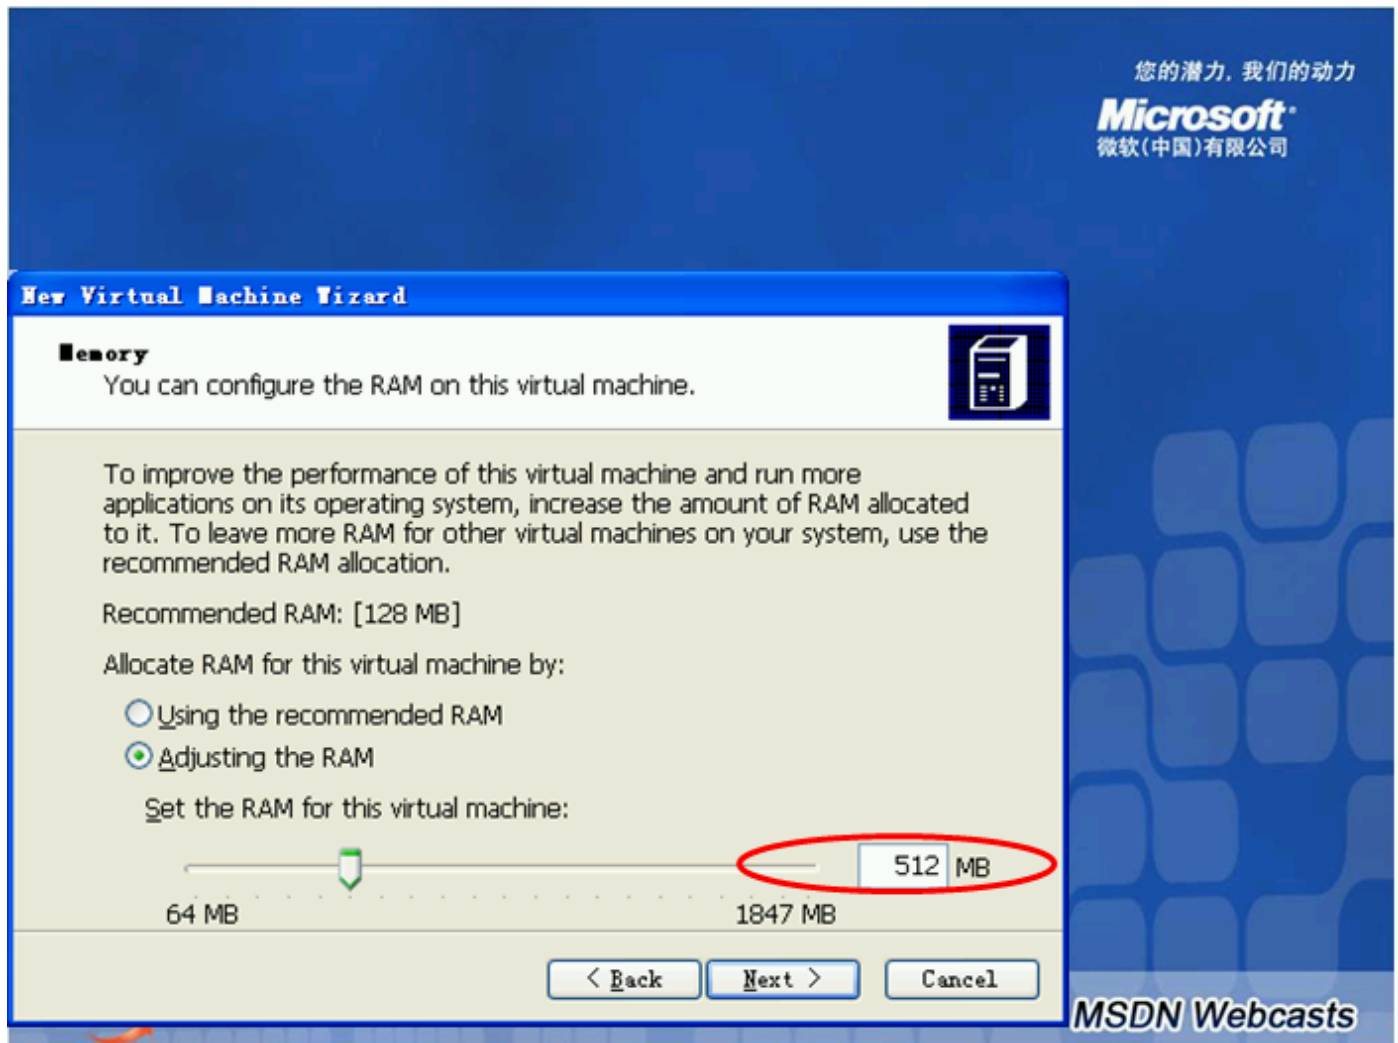 您的潜力. 我们的动力
Microsoft
微软(中国)有限公司
New Virtual Machine Wizard
Memory
You can configure the RAM on this virtual machine.
To improve the performance of this virtual machine and run more
applications on its operating system, increase the amount of RAM allocated
to it. To leave more RAM for other virtual machines on your system, use the
recommended RAM allocation.
Recommended RAM: [128 MB]
Allocate RAM for this virtual machine by:
Using the recommended RAM
Adjusting the RAM
Set the RAM for this virtual machine:
512 MB
64 MB 1847 MB
< Back Next > Cancel
MSDN Webcasts